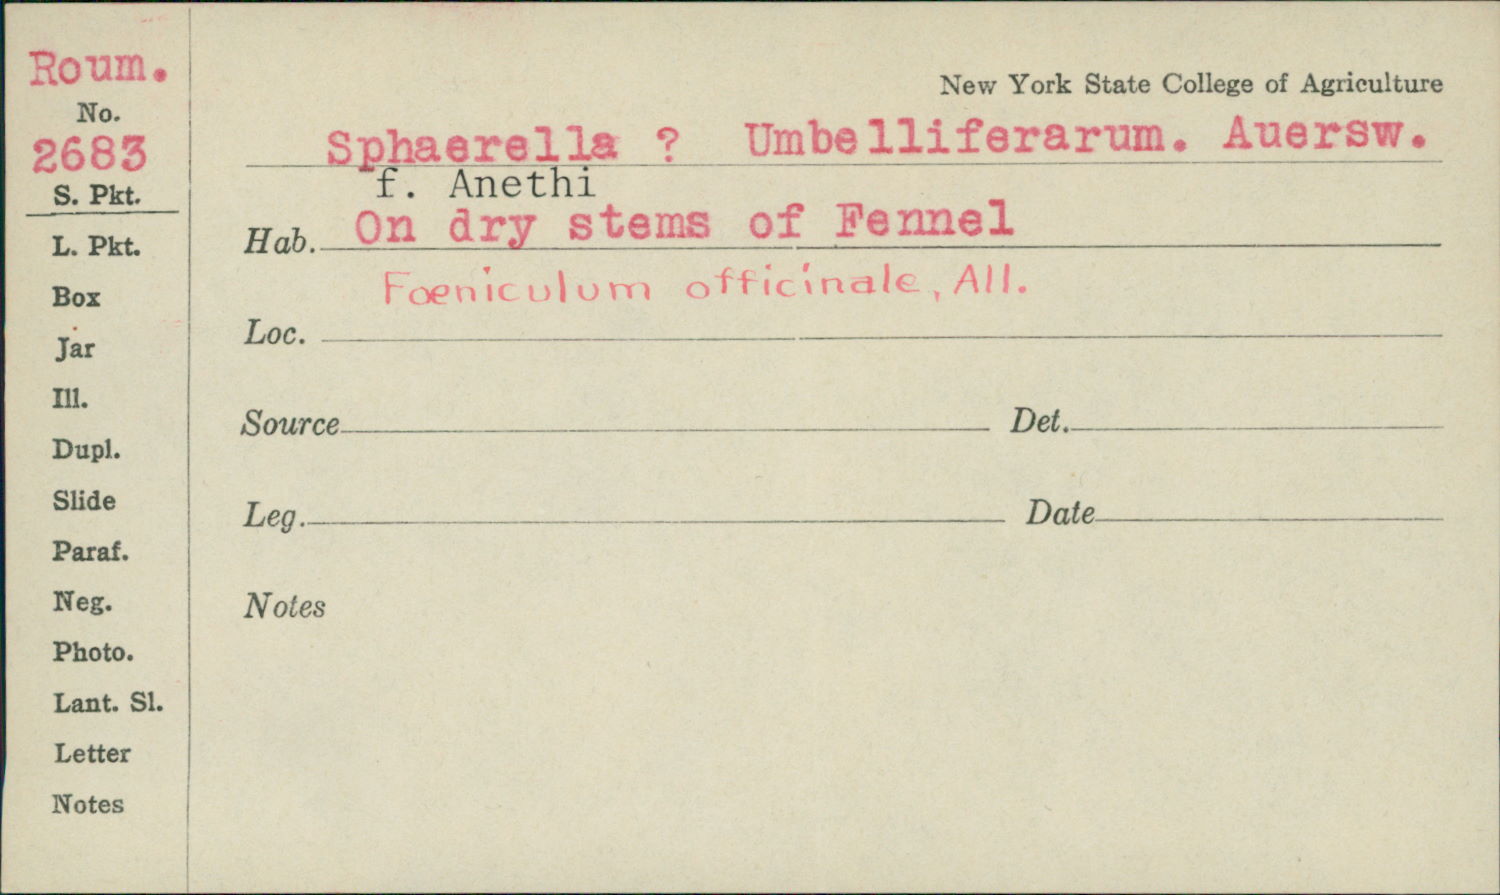 Roum.
No.
2683
S. Pkt.
L. Pkt.
Box
Jar
Ill.
Dupl.
Slide
Paraf.
Neg.
Photo.
Lant. Sl.
Letter
Notes
New York State College of Agriculture
Sphaerella ? Umbelliferarum. Auersw.
f. Anethi
Hab. On dry stems of Fennel
Foeniculum officinale, All.
Loc.
Source Det.
Leg. Date
Notes